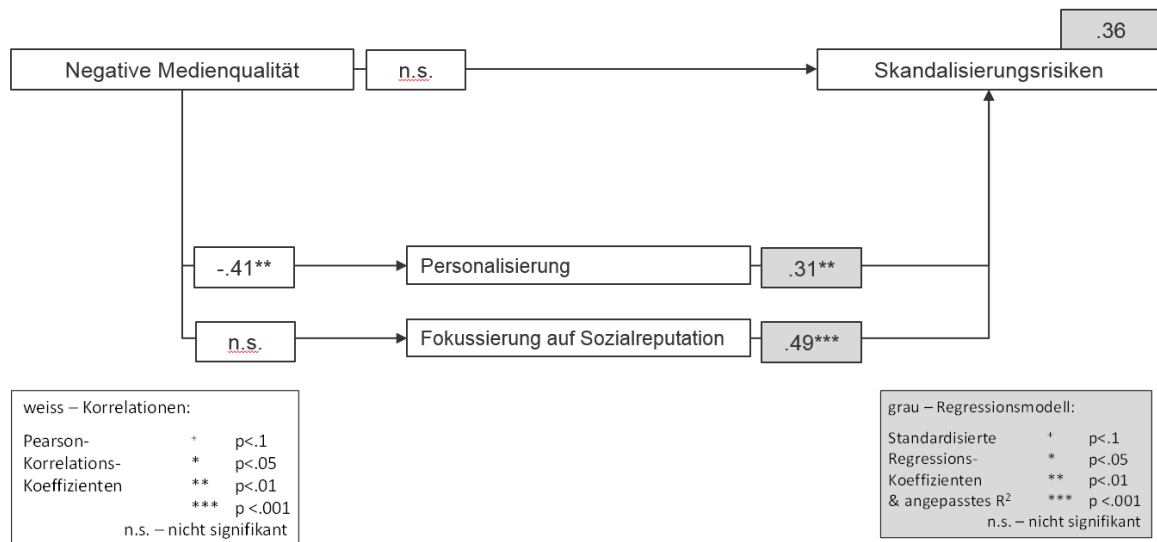 .36
Negative Medienqualität
n.s.
Skandalisierungsrisiken
-.41**
Personalisierung
.31**
n.s.
Fokussierung auf Sozialreputation
.49***
weiss – Korrelationen:
Pearson- + p<.1
Korrelations- * p<.05
Koeffizienten ** p<.01
*** p <.001
n.s. – nicht signifikant
grau – Regressionsmodell:
Standardisierte + p<.1
Regressions- * p<.05
Koeffizienten ** p<.01
& angepasstes R² *** p <.001
n.s. – nicht signifikant